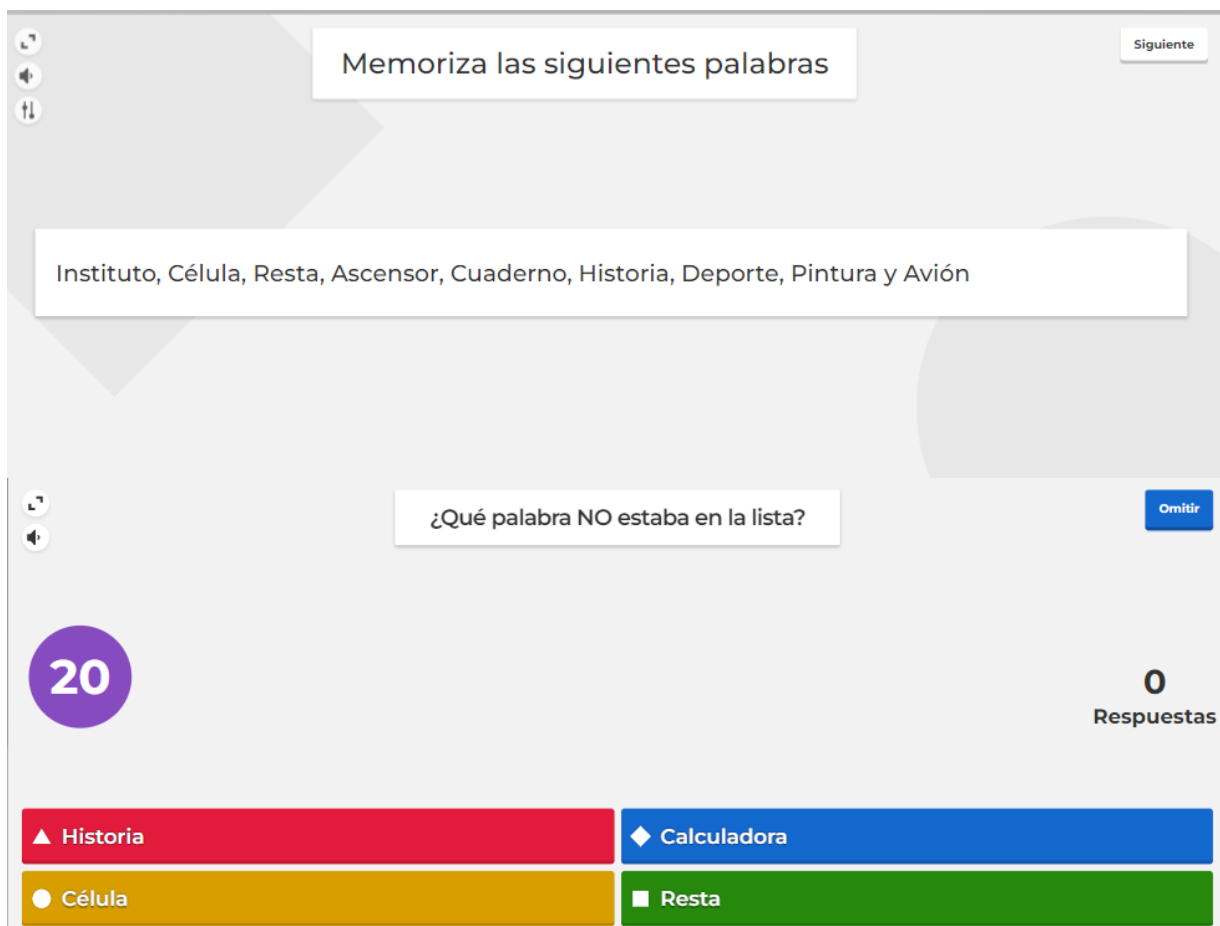 Memoriza las siguientes palabras
Siguiente
Instituto, Célula, Resta, Ascensor, Cuaderno, Historia, Deporte, Pintura y Avión
¿Qué palabra NO estaba en la lista?
Omitir
20
0
Respuestas
Historia
Calculadora
Célula
Resta